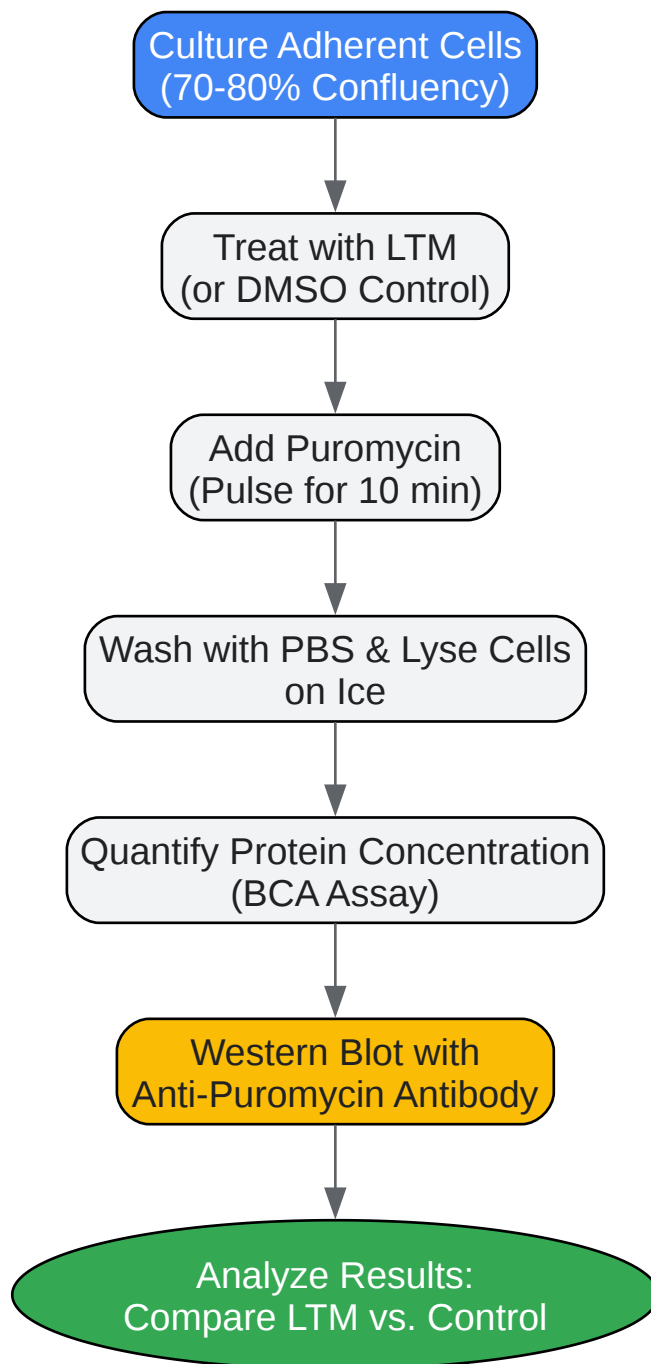 Culture Adherent Cells
(70-80% Confluency)
Treat with LTM
(or DMSO Control)
Add Puromycin
(Pulse for 10 min)
Wash with PBS & Lyse Cells
on Ice
Quantify Protein Concentration
(BCA Assay)
Western Blot with
Anti-Puromycin Antibody
Analyze Results:
Compare LTM vs. Control